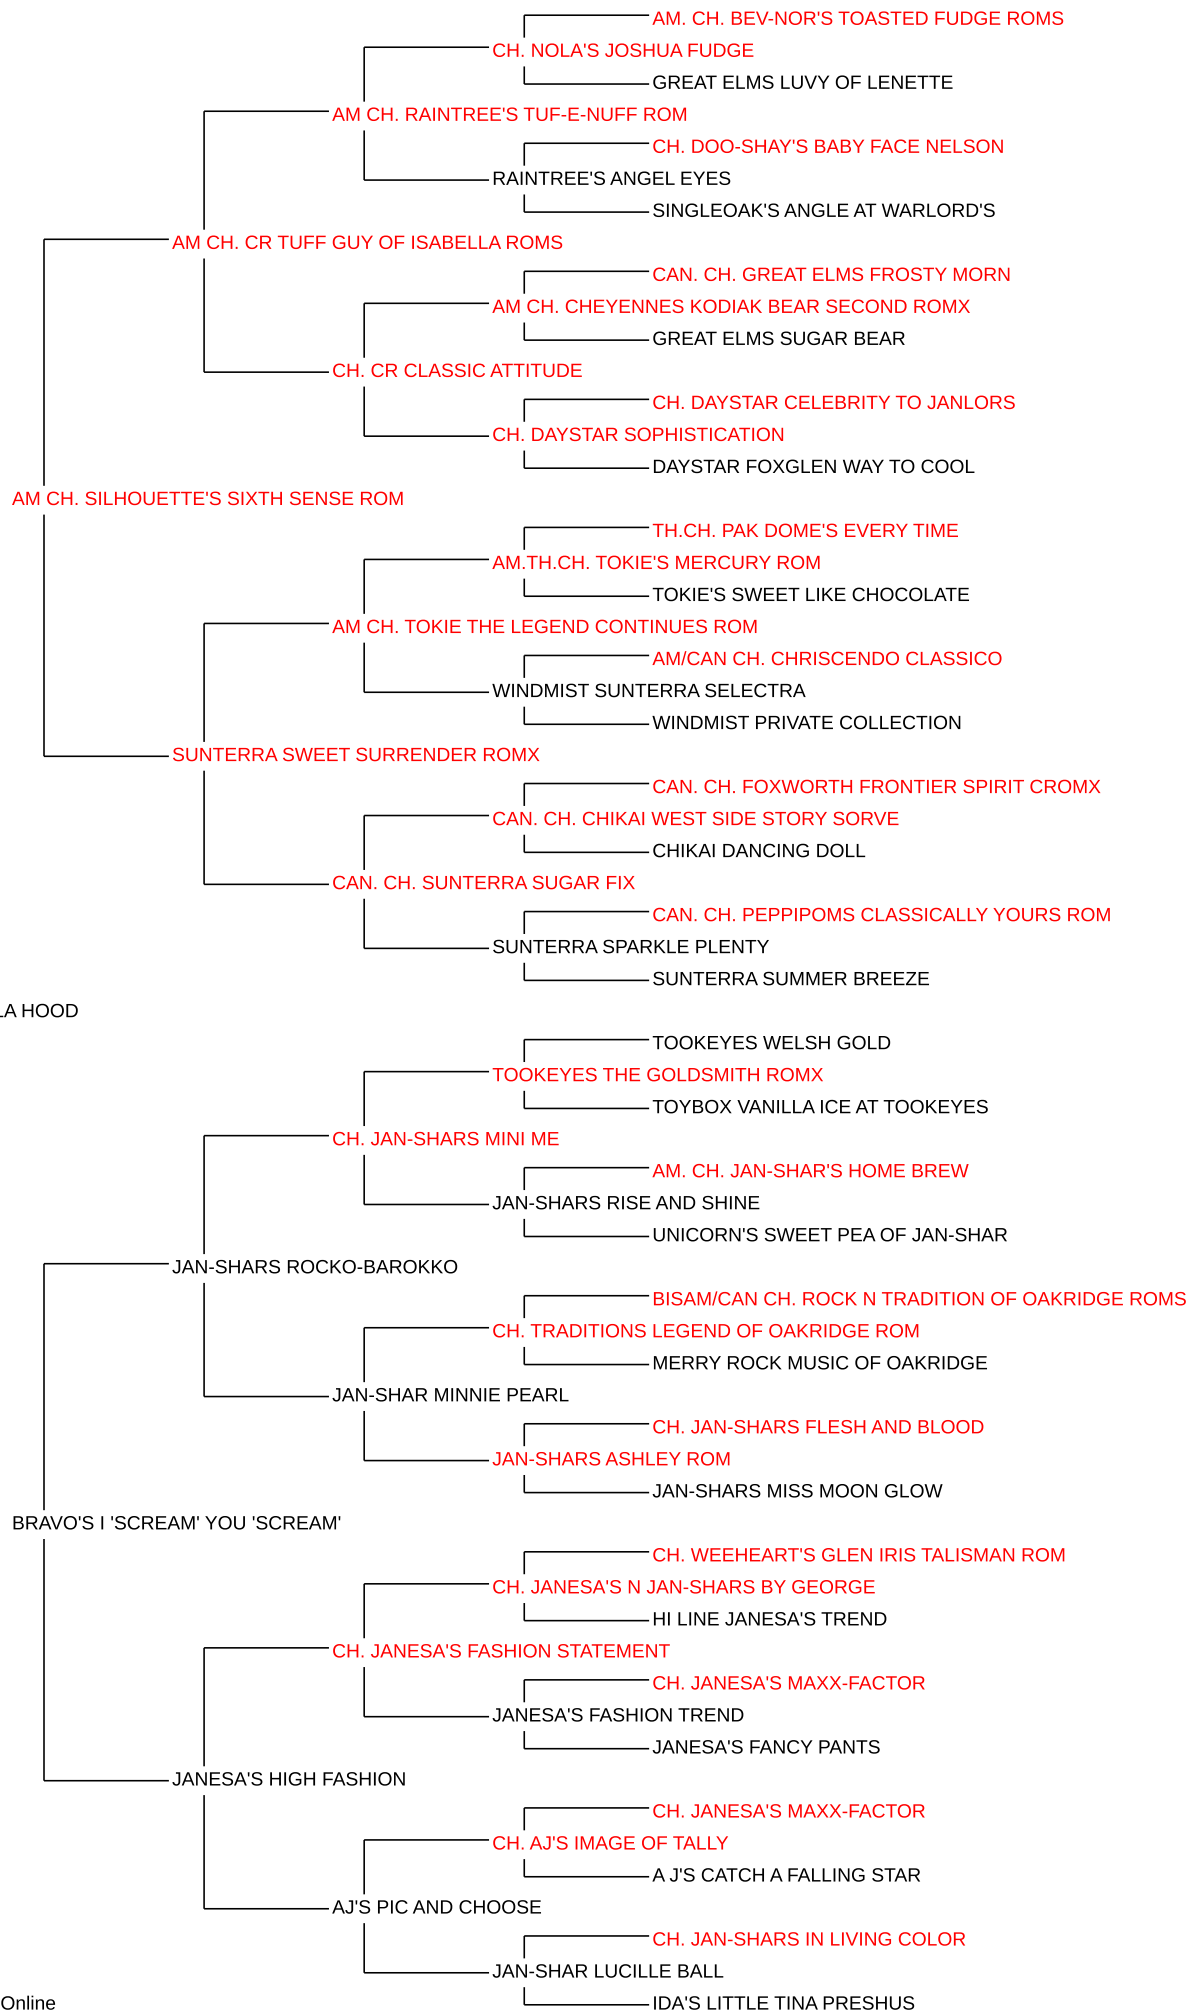 AM. CH. BEV-NOR'S TOASTED FUDGE ROMS
CH. NOLA'S JOSHUA FUDGE
GREAT ELMS LUVY OF LENETTE
AM CH. RAINTREE'S TUF-E-NUFF ROM
CH. DOO-SHAY'S BABY FACE NELSON
RAINTREE'S ANGEL EYES
SINGLEOAK'S ANGLE AT WARLORD'S
AM CH. CR TUFF GUY OF ISABELLA ROMS
CAN. CH. GREAT ELMS FROSTY MORN
AM CH. CHEYENNES KODIAK BEAR SECOND ROMX
GREAT ELMS SUGAR BEAR
CH. CR CLASSIC ATTITUDE
CH. DAYSTAR CELEBRITY TO JANLORS
CH. DAYSTAR SOPHISTICATION
DAYSTAR FOXGLEN WAY TO COOL
AM CH. SILHOUETTE'S SIXTH SENSE ROM
TH.CH. PAK DOME'S EVERY TIME
AM.TH.CH. TOKIE'S MERCURY ROM
TOKIE'S SWEET LIKE CHOCOLATE
AM CH. TOKIE THE LEGEND CONTINUES ROM
AM/CAN CH. CHRISCENDO CLASSICO
WINDMIST SUNTERRA SELECTRA
WINDMIST PRIVATE COLLECTION
SUNTERRA SWEET SURRENDER ROMX
CAN. CH. FOXWORTH FRONTIER SPIRIT CROMX
CAN. CH. CHIKAI WEST SIDE STORY SORVE
CHIKAI DANCING DOLL
CAN. CH. SUNTERRA SUGAR FIX
CAN. CH. PEPPIPOMS CLASSICALLY YOURS ROM
SUNTERRA SPARKLE PLENTY
SUNTERRA SUMMER BREEZE
LA HOOD
TOOKEYES WELSH GOLD
TOOKEYES THE GOLDSMITH ROMX
TOYBOX VANILLA ICE AT TOOKEYES
CH. JAN-SHARS MINI ME
AM. CH. JAN-SHAR'S HOME BREW
JAN-SHARS RISE AND SHINE
UNICORN'S SWEET PEA OF JAN-SHAR
JAN-SHARS ROCKO-BAROKKO
BISAM/CAN CH. ROCK N TRADITION OF OAKRIDGE ROMS
CH. TRADITIONS LEGEND OF OAKRIDGE ROM
MERRY ROCK MUSIC OF OAKRIDGE
JAN-SHAR MINNIE PEARL
CH. JAN-SHARS FLESH AND BLOOD
JAN-SHARS ASHLEY ROM
JAN-SHARS MISS MOON GLOW
BRAVO'S I 'SCREAM' YOU 'SCREAM'
CH. WEEHEART'S GLEN IRIS TALISMAN ROM
CH. JANESA'S N JAN-SHARS BY GEORGE
HI LINE JANESA'S TREND
CH. JANESA'S FASHION STATEMENT
CH. JANESA'S MAXX-FACTOR
JANESA'S FASHION TREND
JANESA'S FANCY PANTS
JANESA'S HIGH FASHION
CH. JANESA'S MAXX-FACTOR
CH. AJ'S IMAGE OF TALLY
A J'S CATCH A FALLING STAR
AJ'S PIC AND CHOOSE
CH. JAN-SHARS IN LIVING COLOR
JAN-SHAR LUCILLE BALL
IDA'S LITTLE TINA PRESHUS
Online